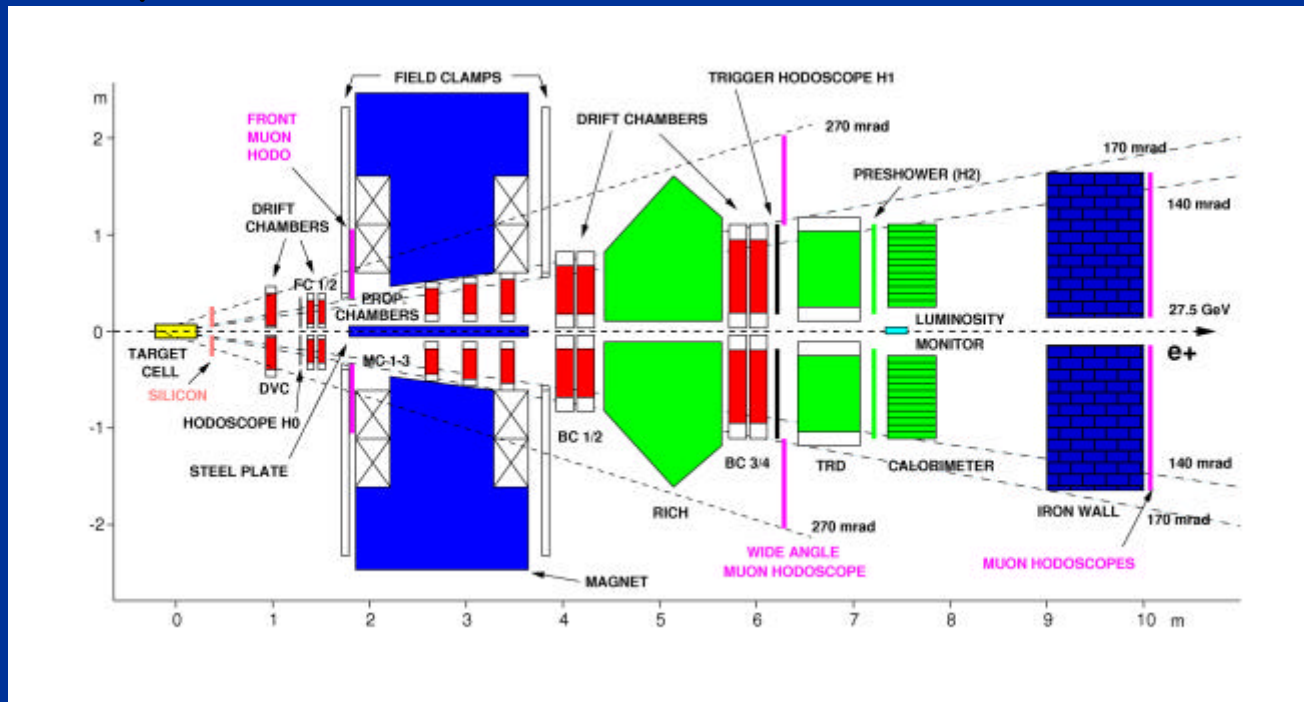 FIELD CLAMPS
TRIGGER HODOSCOPE H1
m
2
1
0
-1
-2
FRONT
MUON
HODO
DRIFT CHAMBERS
270 mrad
170 mrad
PRESHOWER (H2)
140 mrad
DRIFT
CHAMBERS
FC 1/2
PROP.
CHAMBERS
27.5 GeV
LUMINOSITY
MONITOR
e+
TARGET
CELL
SILICON
DVC
MC 1-3
HODOSCOPE H0
STEEL PLATE
BC 1/2
BC 3/4
TRD
CALOBIMETER
140 mrad
RICH
270 mrad
IRON WALL
170 mrad
WIDE ANGLE
MUON HODOSCOPE
MUON HODOSCOPES
MAGNET
0 1 2 3 4 5 6 7 8 9 10 m